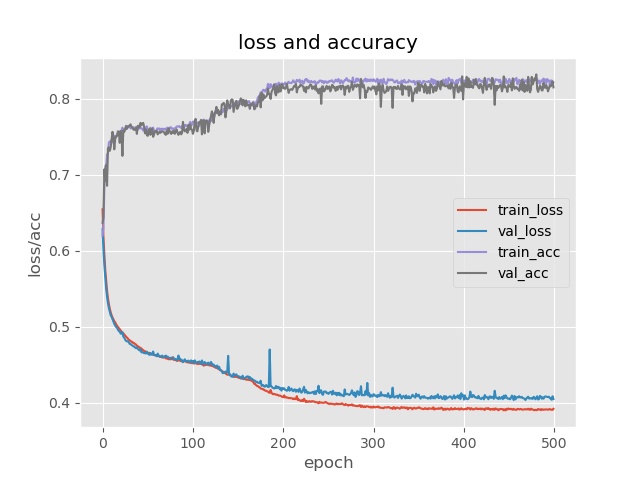 loss and accuracy
0.8
0.7
0.6
0.5
0.4
loss/acc
train_loss
val_loss
train_acc
val_acc
0 100 200 300 400 500
epoch